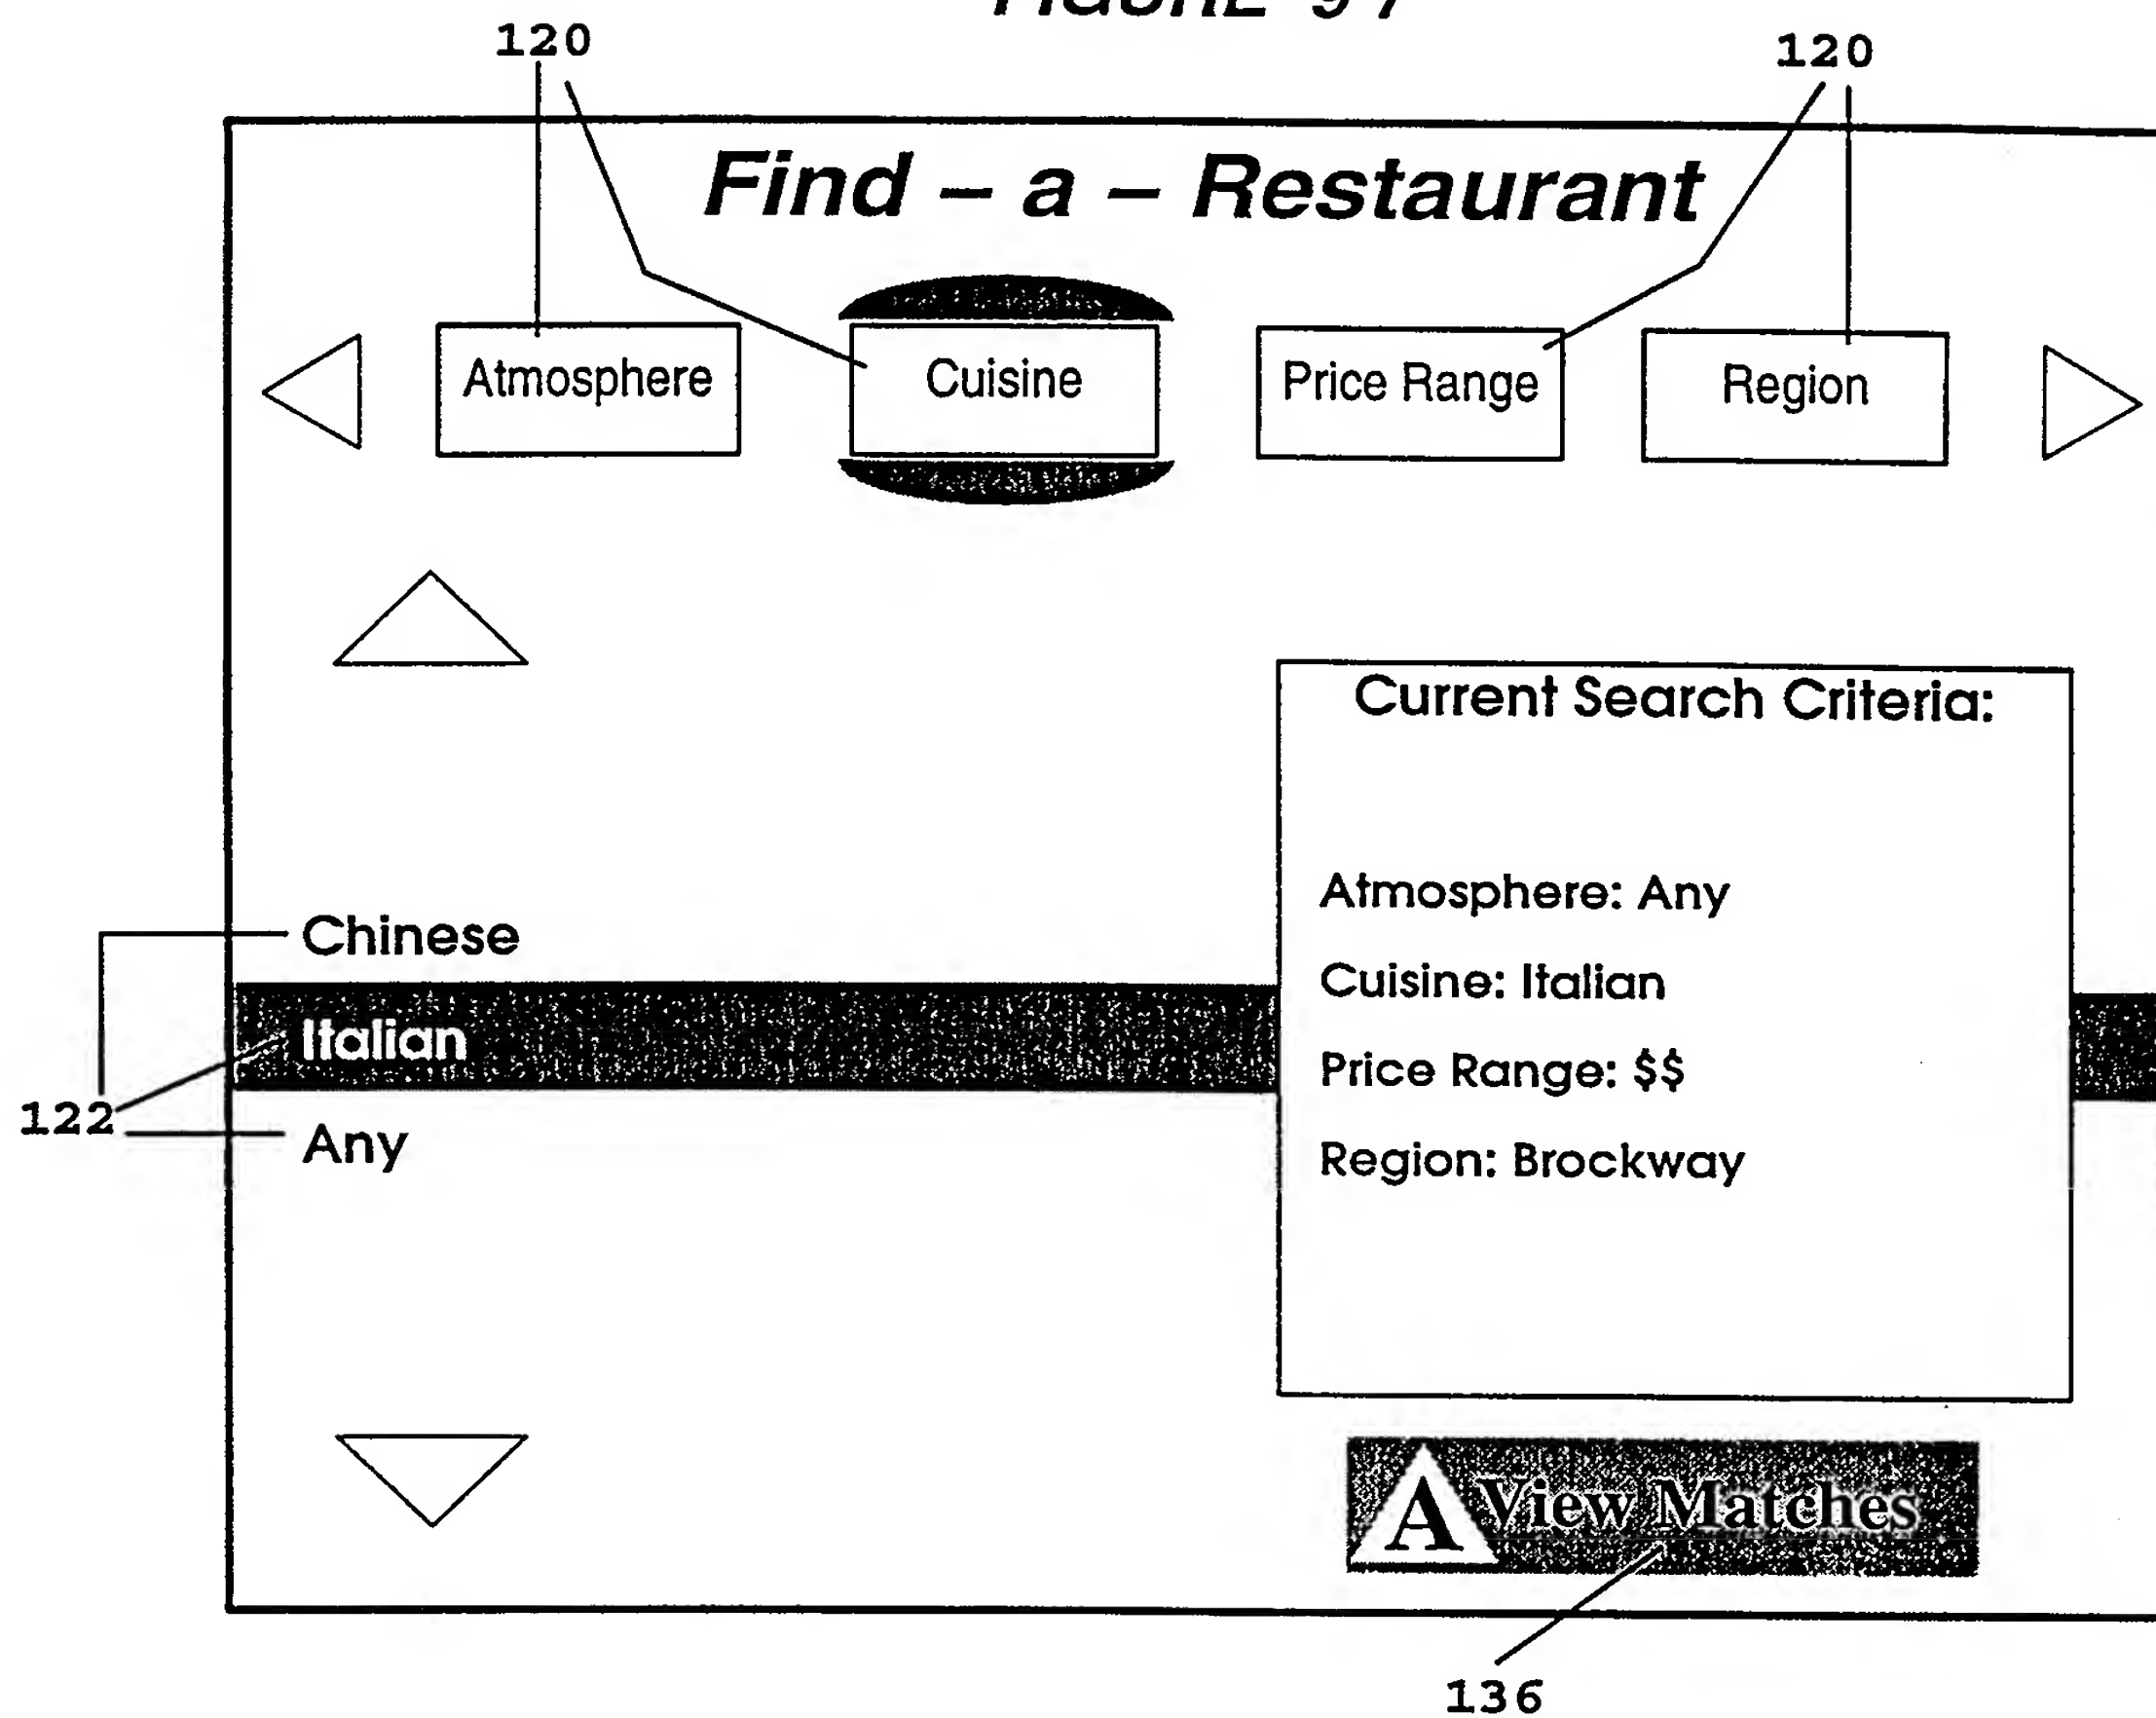 120
120
Find – a – Restaurant
Atmosphere
Cuisine
Price Range
Region
Current Search Criteria:
Atmosphere: Any
Chinese
Cuisine: Italian
Italian
Price Range: $$
122
Any
Region: Brockway
A View Matches
136